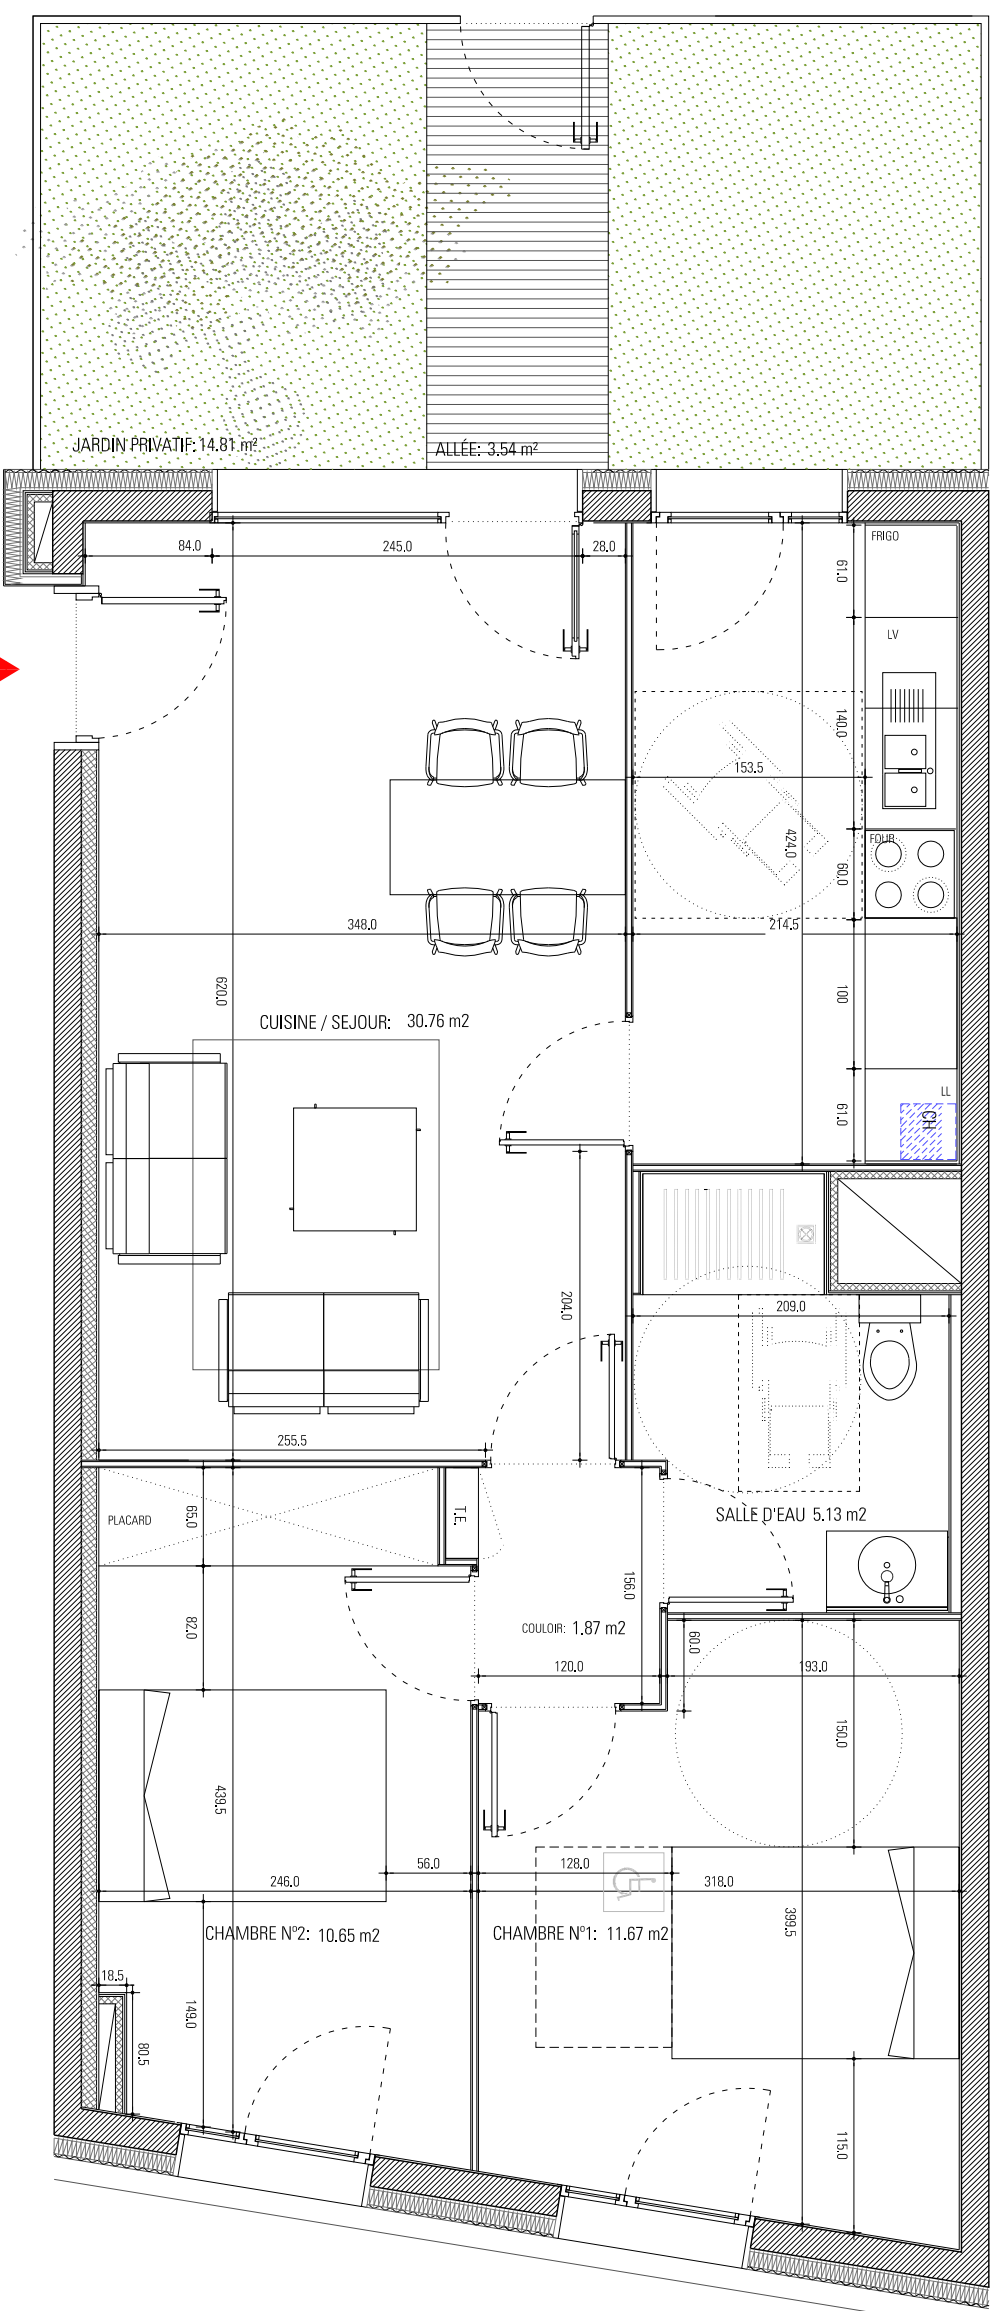 JARDIN PRIVATIF: 14.81 m²
ALLÉE: 3.54 m²
84.0
245.0
28.0
FRIGO
61.0
LV
140.0
153.5
FOUR
424.0
60.0
348.0
214.5
620.0
100
CUISINE / SEJOUR: 30.76 m2
LL
61.0
CH
204.0
209.0
255.5
PLACARD
65.0
T.E.
SALLE D'EAU 5.13 m2
156.0
82.0
COULOIR: 1.87 m2
60.0
120.0
193.0
150.0
439.5
56.0
128.0
246.0
318.0
399.5
CHAMBRE N°2: 10.65 m2
CHAMBRE N°1: 11.67 m2
18.5
149.0
80.5
115.0